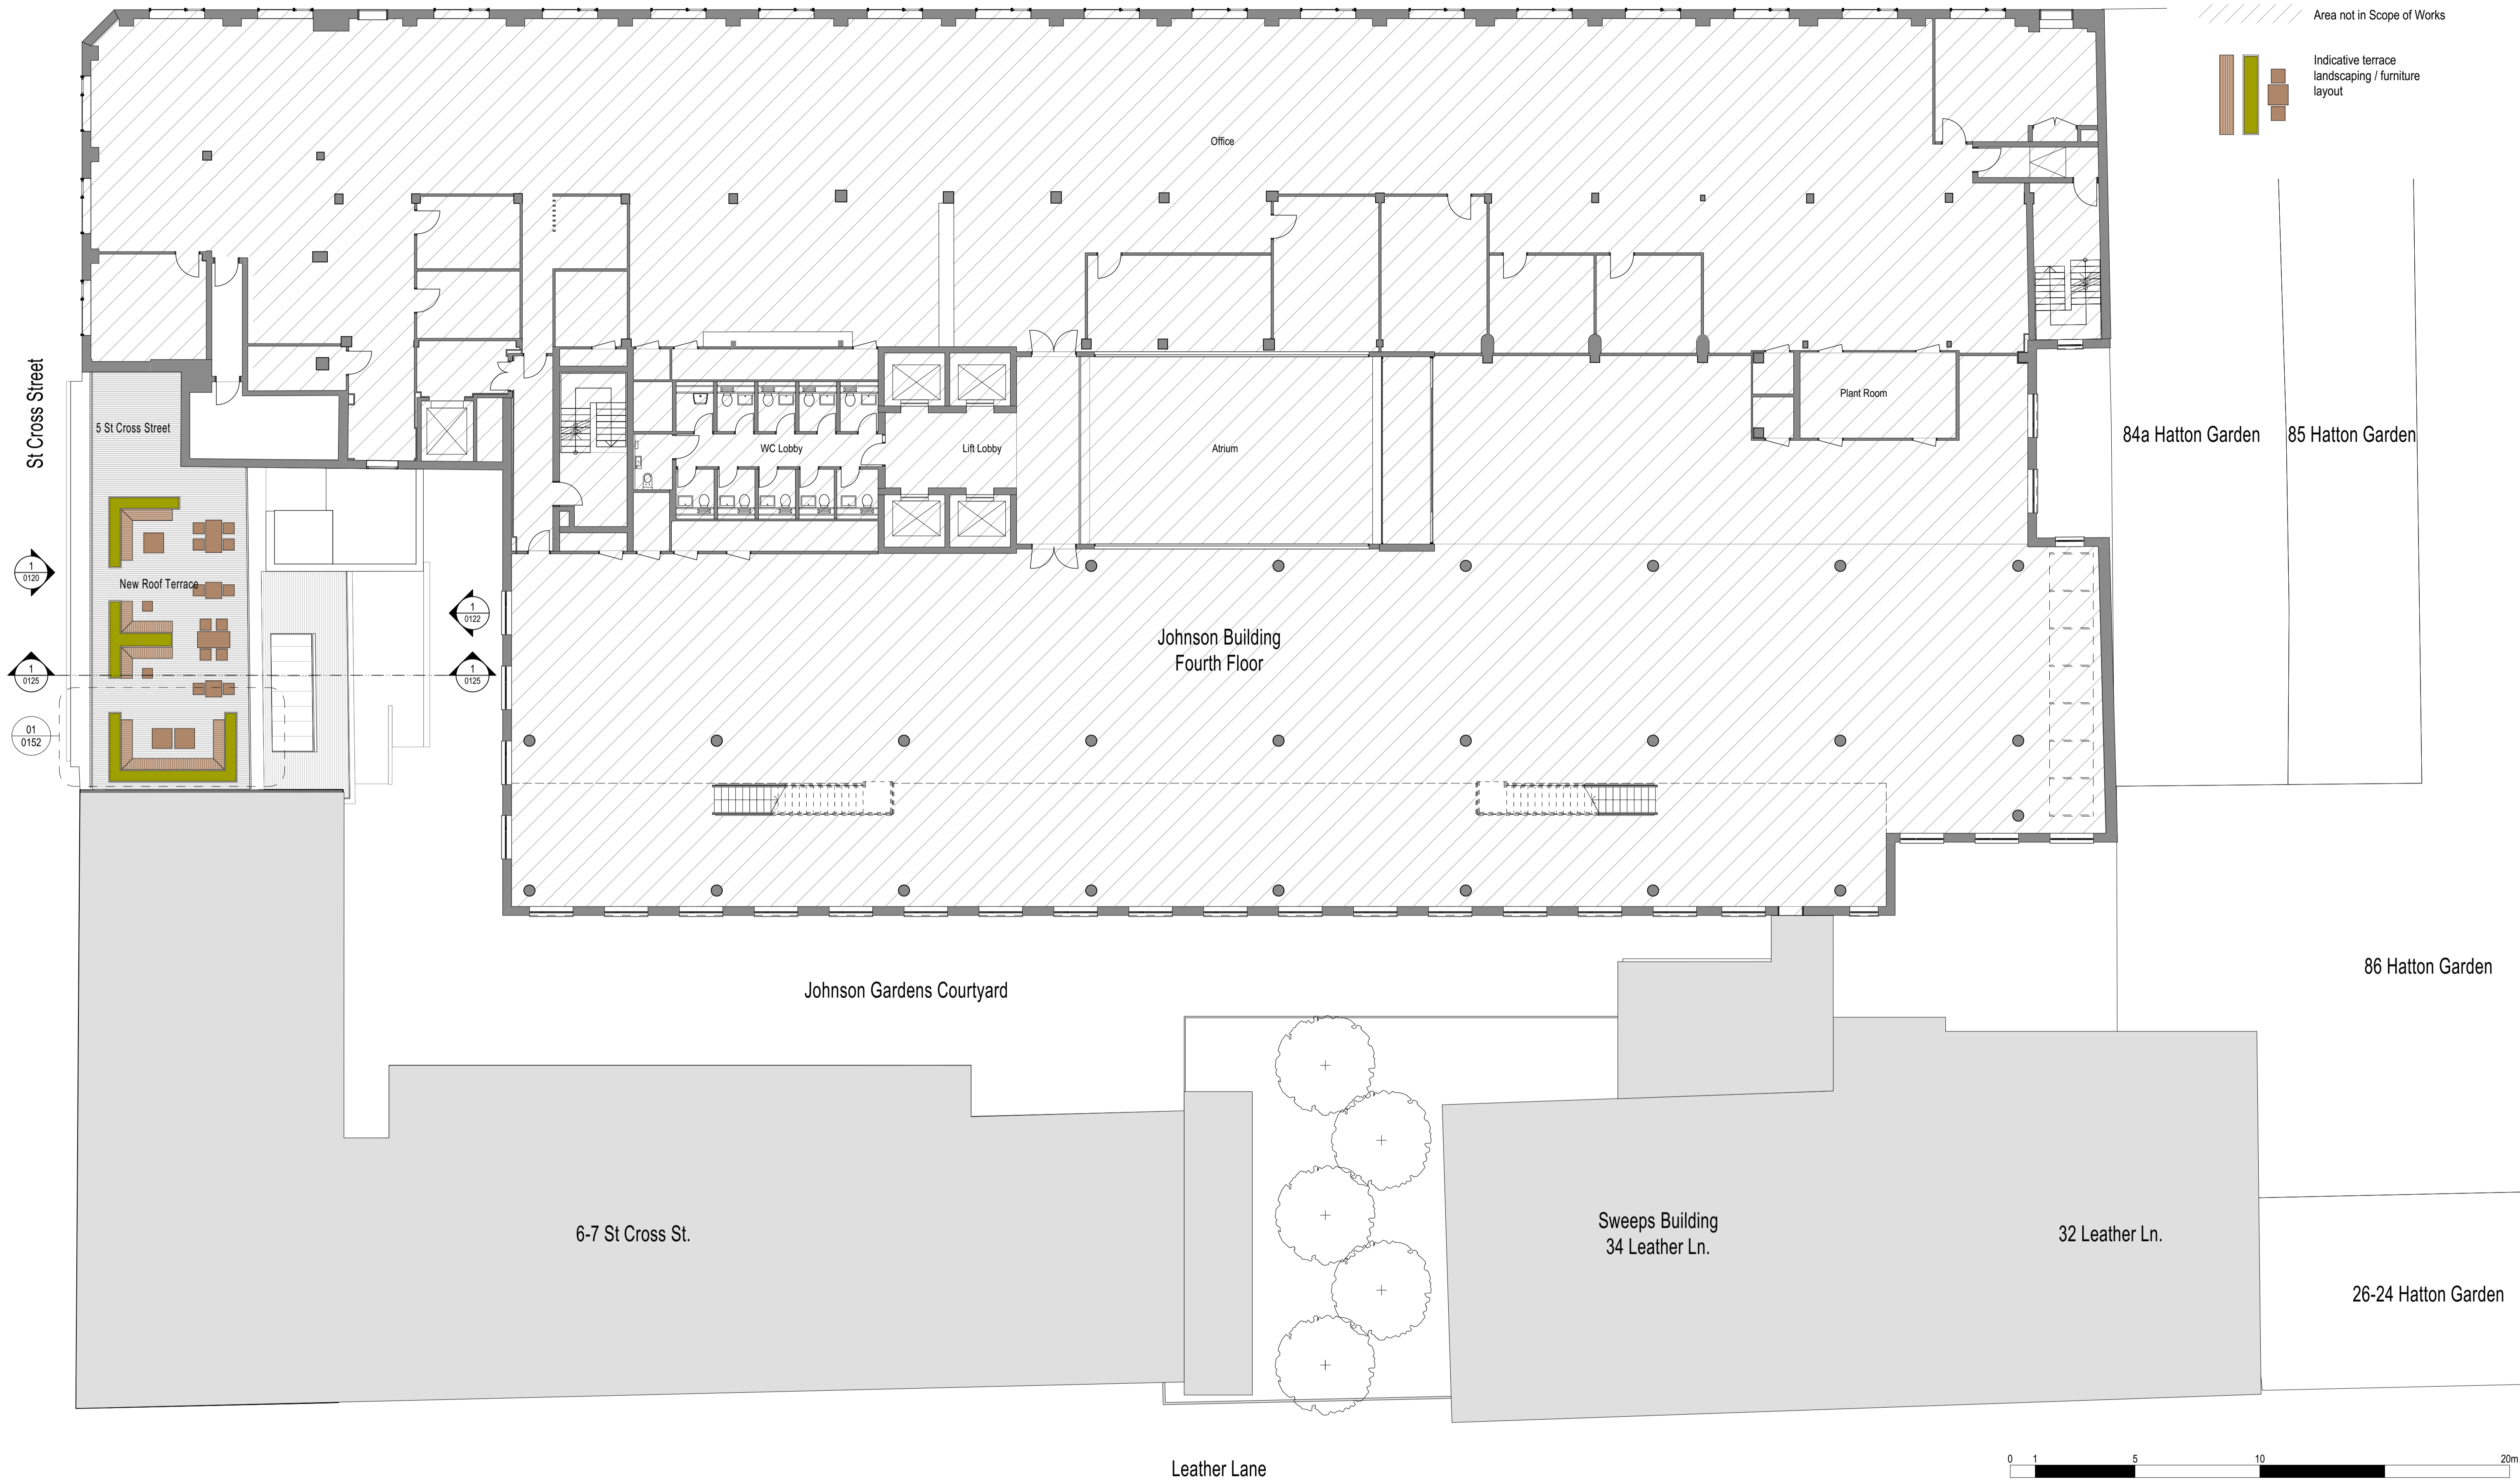 Area not in Scope of Works
Indicative terrace
landscaping / furniture
layout
Office
St Cross Street
5 St Cross Street
WC Lobby
Lift Lobby
Atrium
Plant Room
84a Hatton Garden
85 Hatton Garden
New Roof Terrace
1
0120
1
0122
Johnson Building
Fourth Floor
1
0125
1
0125
01
0152
Johnson Gardens Courtyard
86 Hatton Garden
6-7 St Cross St.
Sweeps Building
34 Leather Ln.
32 Leather Ln.
26-24 Hatton Garden
Leather Lane
0 1 5 10 20m